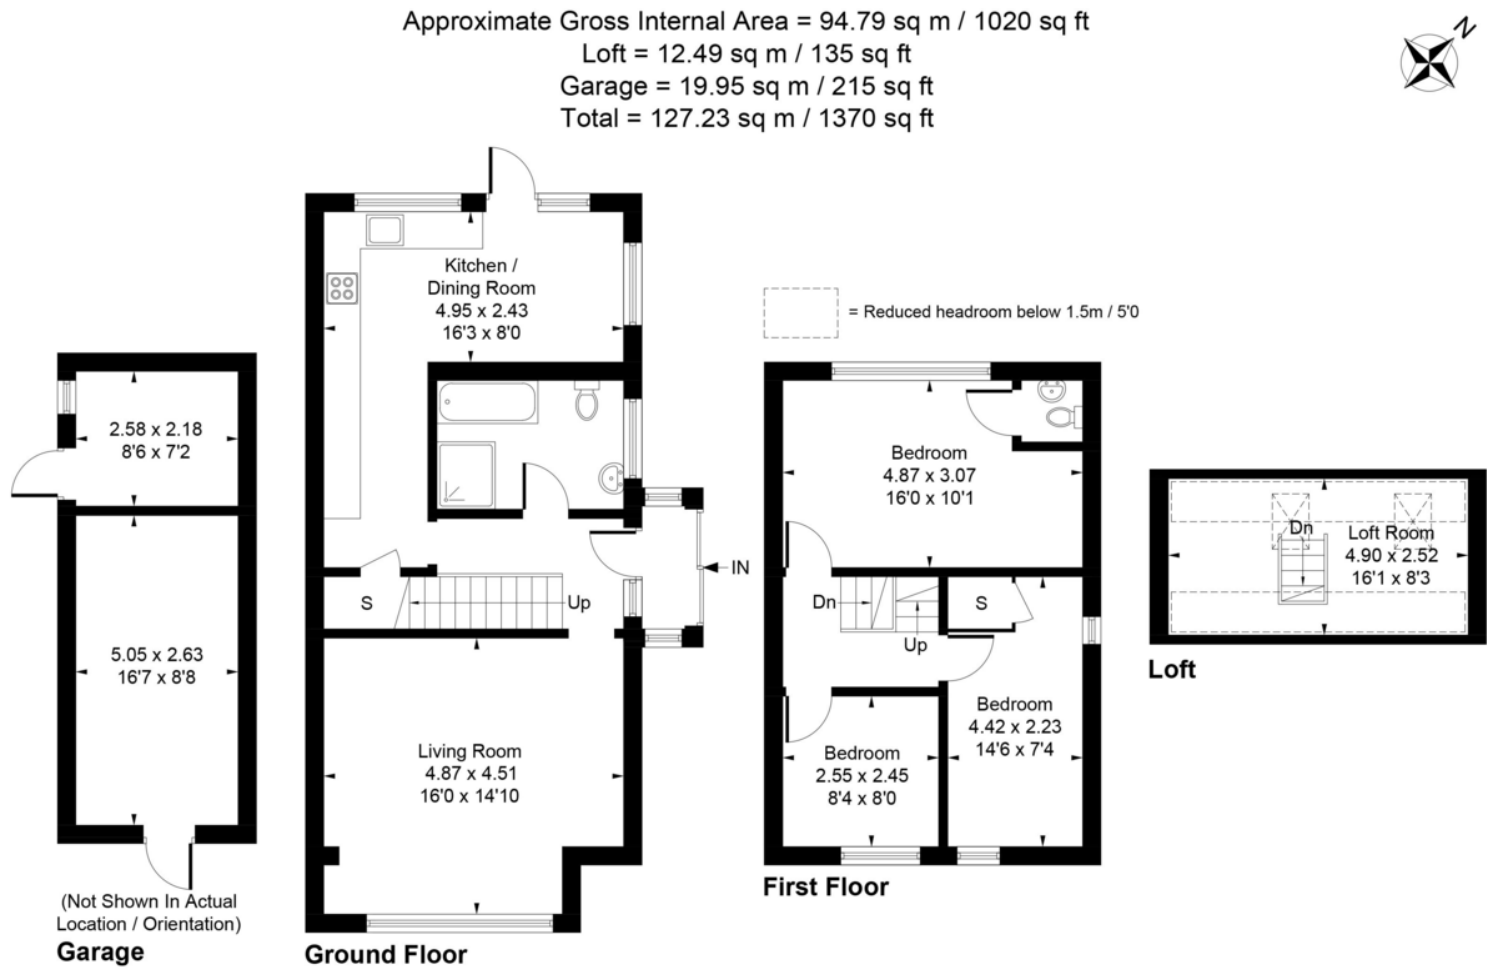 Approximate Gross Internal Area = 94.79 sq m / 1020 sq ft
Loft = 12.49 sq m / 135 sq ft
Garage = 19.95 sq m / 215 sq ft
Total = 127.23 sq m / 1370 sq ft
N
2.58 x 2.18
8'6 x 7'2
5.05 x 2.63
16'7 x 8'8
(Not Shown In Actual
Location / Orientation)
Garage
Kitchen /
Dining Room
4.95 x 2.43
16'3 x 8'0
IN
S
Up
Living Room
4.87 x 4.51
16'0 x 14'10
Ground Floor
= Reduced headroom below 1.5m / 5'0
Bedroom
4.87 x 3.07
16'0 x 10'1
Dn
Up
S
Bedroom
4.42 x 2.23
14'6 x 7'4
Bedroom
2.55 x 2.45
8'4 x 8'0
First Floor
Dn
Loft Room
4.90 x 2.52
16'1 x 8'3
Loft